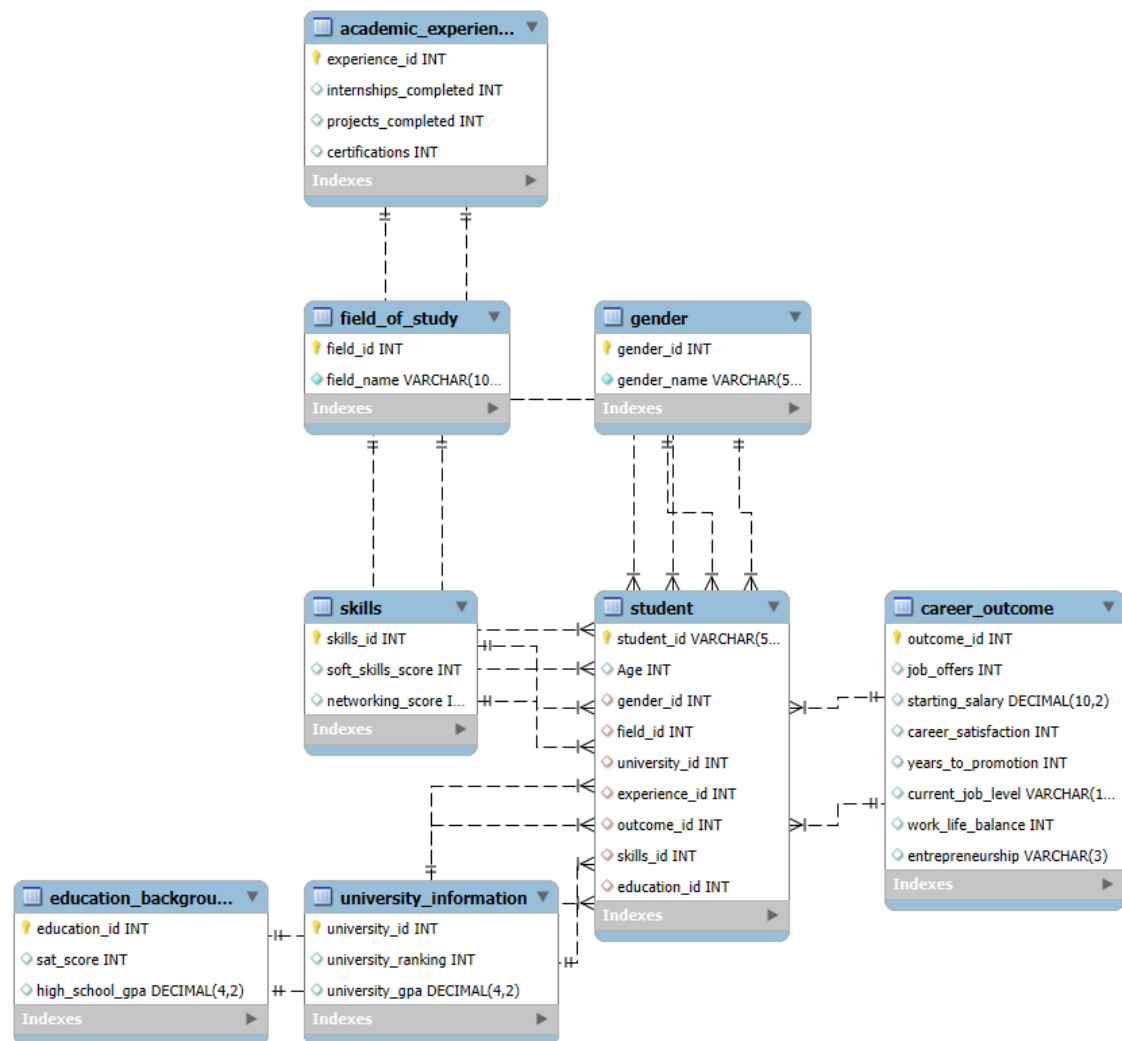 academic_experien...
experience_id INT
internships_completed INT
projects_completed INT
certifications INT
Indexes
field_of_study
field_id INT
field_name VARCHAR(10...
Indexes
gender
gender_id INT
gender_name VARCHAR(5...
Indexes
skills
skills_id INT
soft_skills_score INT
networking_score I...
Indexes
student
student_id VARCHAR(5...
Age INT
gender_id INT
field_id INT
university_id INT
experience_id INT
outcome_id INT
skills_id INT
education_id INT
Indexes
career_outcome
outcome_id INT
job_offers INT
starting_salary DECIMAL(10,2)
career_satisfaction INT
years_to_promotion INT
current_job_level VARCHAR(1...
work_life_balance INT
entrepreneurship VARCHAR(3)
Indexes
education_backgrou...
education_id INT
sat_score INT
high_school_gpa DECIMAL(4,2)
Indexes
university_information
university_id INT
university_ranking INT
university_gpa DECIMAL(4,2)
Indexes